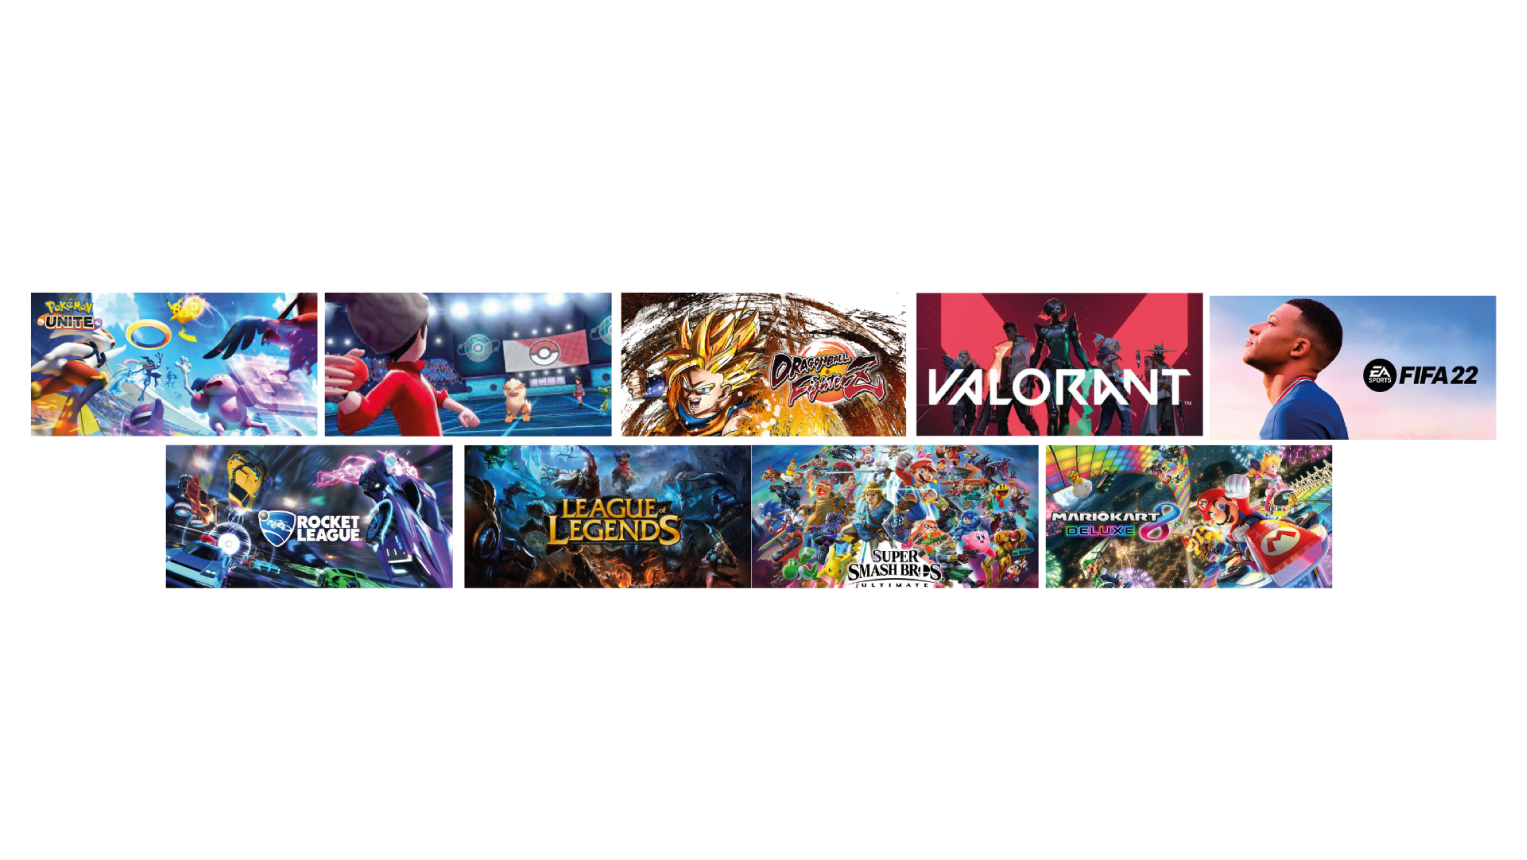 POKéMON
UNITE
DRAGONBALL
FighterZ
VALORANT
TM
EA
SPORTS
FIFA 22
ROCKET
LEAGUE
LEAGUE OF
LEGENDS
SUPER
SMASH BROS.
ULTIMATE
MARIOKART 8
DELUXE